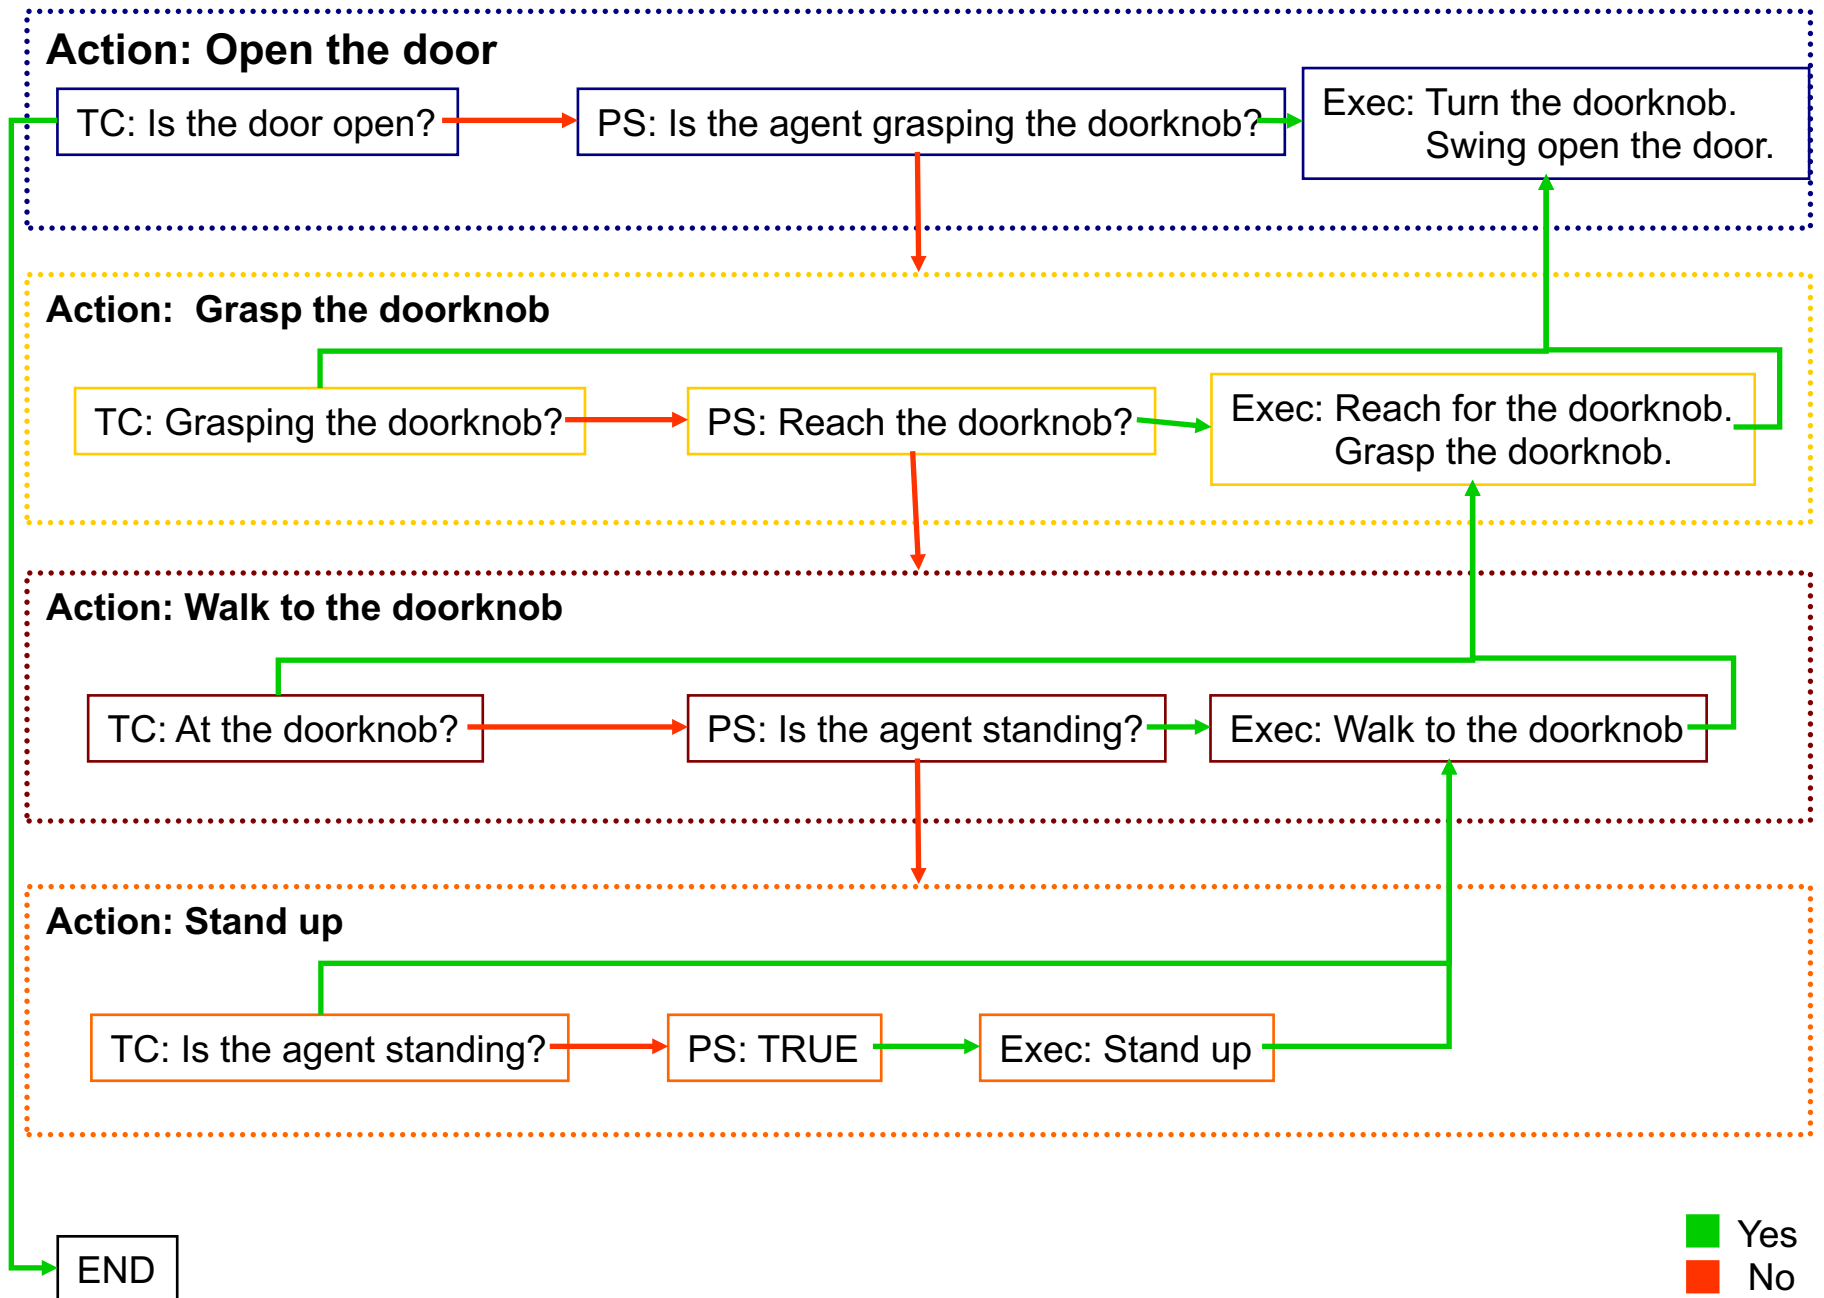 Action: Open the door
TC: Is the door open?
PS: Is the agent grasping the doorknob?
Exec: Turn the doorknob.
Swing open the door.
Action: Grasp the doorknob
TC: Grasping the doorknob?
PS: Reach the doorknob?
Exec: Reach for the doorknob.
Grasp the doorknob.
Action: Walk to the doorknob
TC: At the doorknob?
PS: Is the agent standing?
Exec: Walk to the doorknob
Action: Stand up
TC: Is the agent standing?
PS: TRUE
Exec: Stand up
END
Yes
No